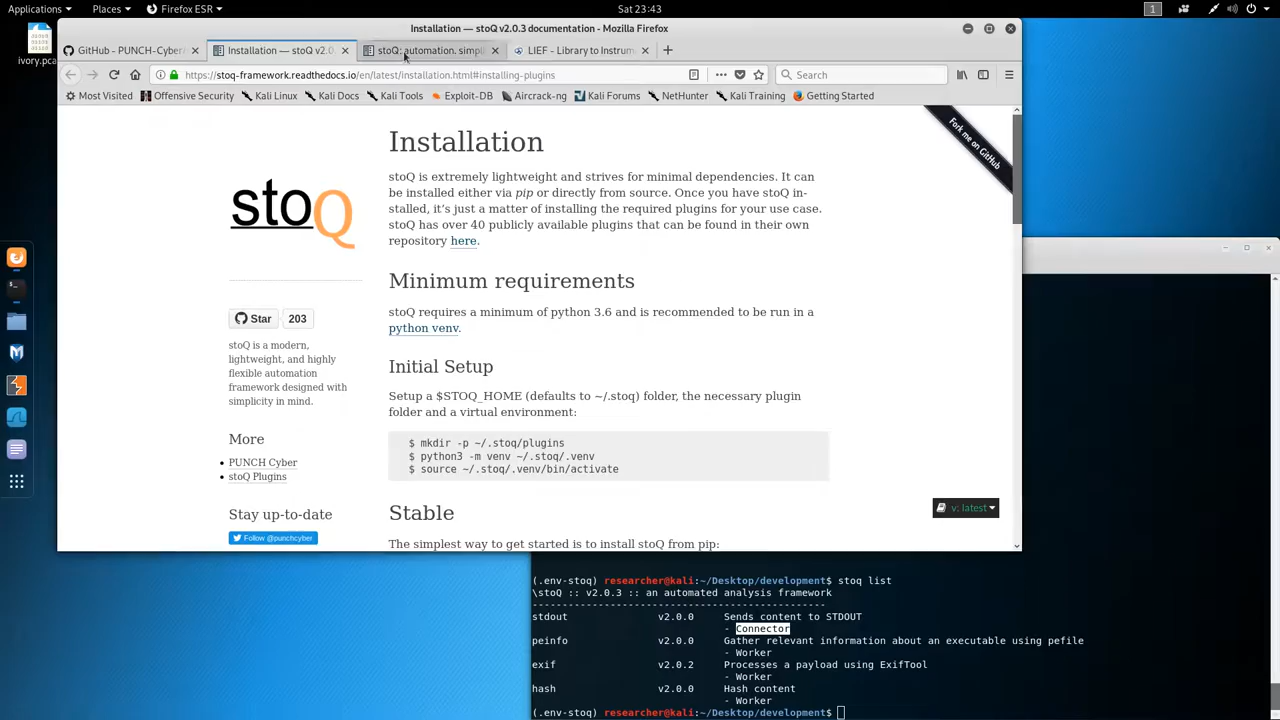 Applications
Places
Firefox ESR
Sat 23:43
1
ivory.pca
Installation — stoQ v2.0.3 documentation - Mozilla Firefox
GitHub - PUNCH-Cyber/
Installation — stoQ v2.0.
stoQ: automation. simpli
LIEF - Library to Instrum
https://stoq-framework.readthedocs.io/en/latest/installation.html#installing-plugins
Search
Most Visited
Offensive Security
Kali Linux
Kali Docs
Kali Tools
Exploit-DB
Aircrack-ng
Kali Forums
NetHunter
Kali Training
Getting Started
Fork me on GitHub
stoQ
Star
203
stoQ is a modern,
lightweight, and highly
flexible automation
framework designed with
simplicity in mind.
More
PUNCH Cyber
stoQ Plugins
Stay up-to-date
Follow @punchcyber
Installation
stoQ is extremely lightweight and strives for minimal dependencies. It can
be installed either via pip or directly from source. Once you have stoQ in-
stalled, it's just a matter of installing the required plugins for your use case.
stoQ has over 40 publicly available plugins that can be found in their own
repository here.
Minimum requirements
stoQ requires a minimum of python 3.6 and is recommended to be run in a
python venv.
Initial Setup
Setup a $STOQ_HOME (defaults to ~/.stoq) folder, the necessary plugin
folder and a virtual environment:
$ mkdir -p ~/.stoq/plugins
$ python3 -m venv ~/.stoq/.venv
$ source ~/.stoq/.venv/bin/activate
Stable
The simplest way to get started is to install stoQ from pip:
v: latest
(.env-stoq) researcher@kali:~/Desktop/development$ stoq list
\stoQ :: v2.0.3 :: an automated analysis framework
-------------------------------------------------
stdout v2.0.0 Sends content to STDOUT
- Connector
peinfo v2.0.0 Gather relevant information about an executable using pefile
- Worker
exif v2.0.2 Processes a payload using ExifTool
- Worker
hash v2.0.0 Hash content
- Worker
(.env-stoq) researcher@kali:~/Desktop/development$